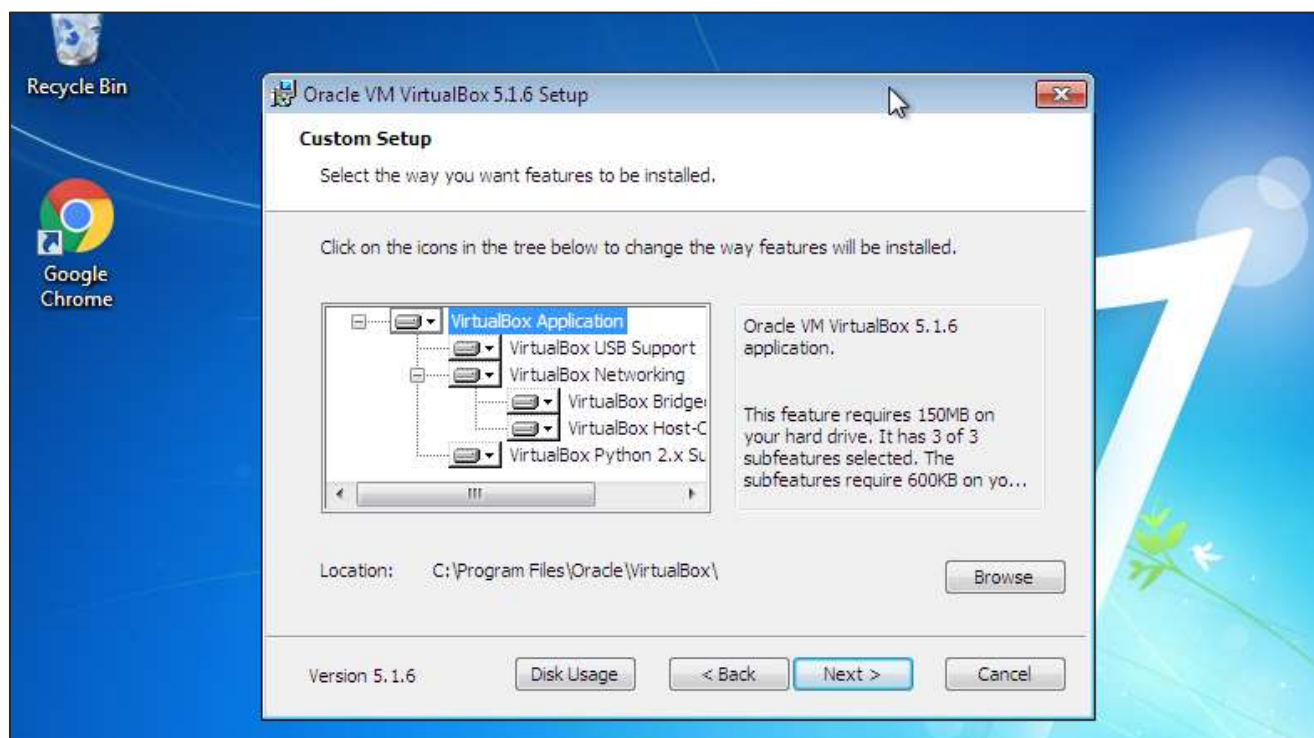 Recycle Bin
Google
Chrome
Oracle VM VirtualBox 5.1.6 Setup
Custom Setup
Select the way you want features to be installed.
Click on the icons in the tree below to change the way features will be installed.
VirtualBox Application
VirtualBox USB Support
VirtualBox Networking
VirtualBox Bridge
VirtualBox Host-C
VirtualBox Python 2.x Su
Oracle VM VirtualBox 5.1.6
application.
This feature requires 150MB on
your hard drive. It has 3 of 3
subfeatures selected. The
subfeatures require 600KB on yo...
Location: C:\Program Files\Oracle\VirtualBox\
Browse
Version 5.1.6
Disk Usage
< Back
Next >
Cancel